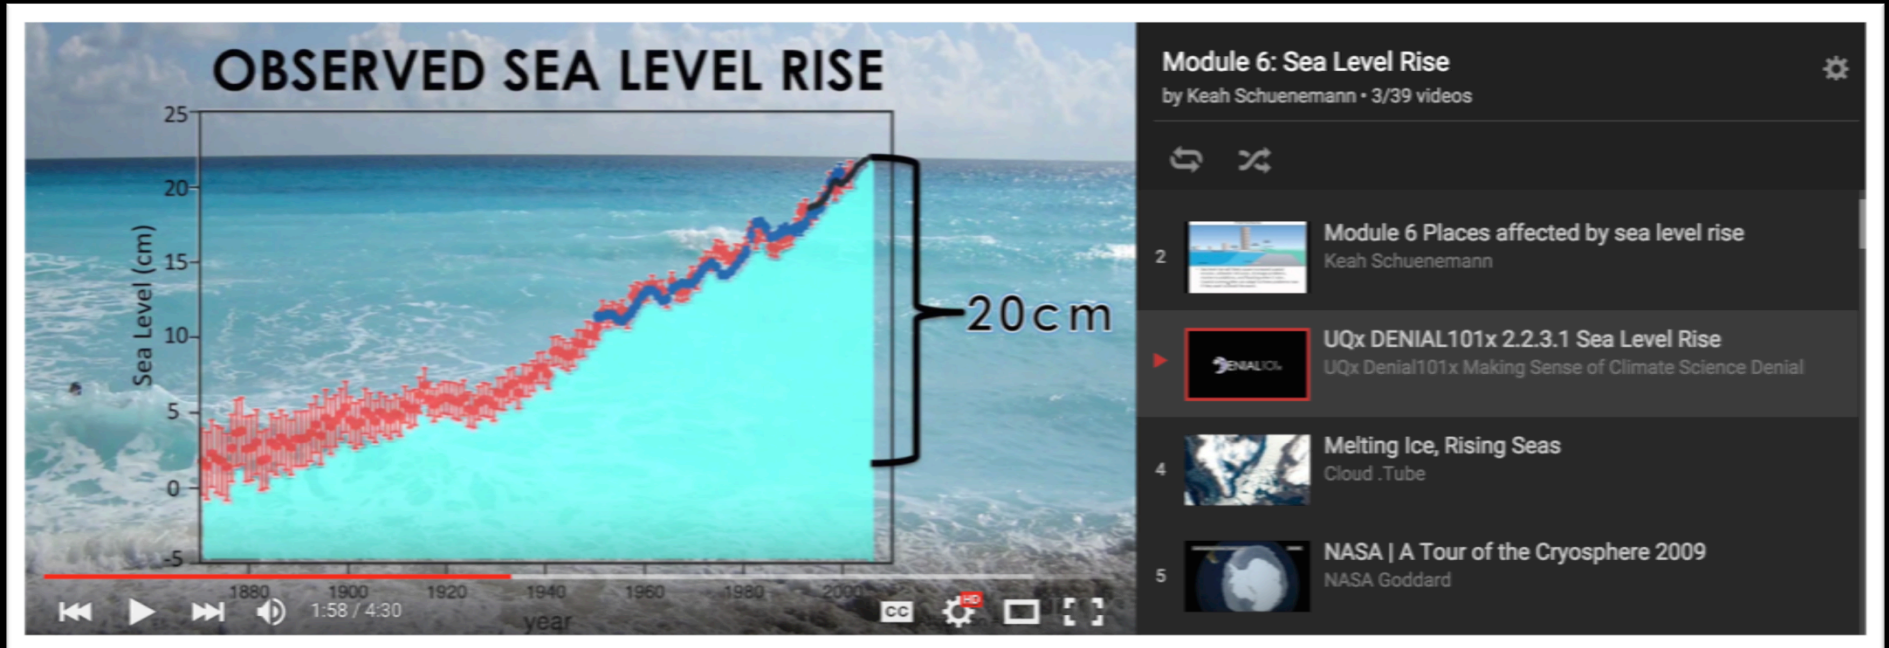 OBSERVED SEA LEVEL RISE
25
20
15
10
5
0
-5
Sea Level (cm)
20cm
1880 1900 1920 1940 1960 1980 2000
year
1:58 / 4:30
CC
HD
Module 6: Sea Level Rise
by Keah Schuenemann • 3/39 videos
2
Module 6 Places affected by sea level rise
Keah Schuenemann
DENIAL101x
UQx DENIAL101x 2.2.3.1 Sea Level Rise
UQx Denial101x Making Sense of Climate Science Denial
4
Melting Ice, Rising Seas
Cloud .Tube
5
NASA | A Tour of the Cryosphere 2009
NASA Goddard